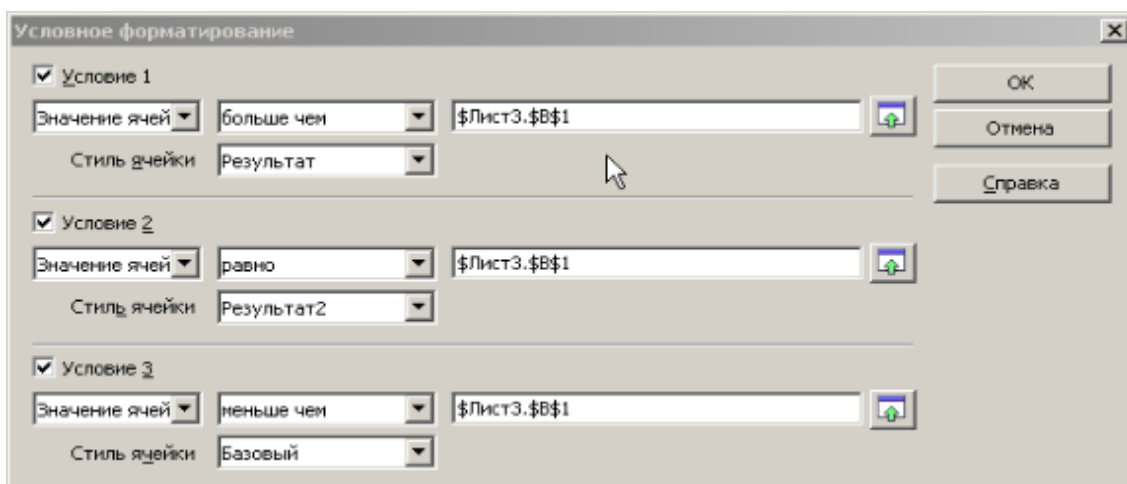 Условное форматирование
Условие 1
ОК
Значение ячей больше чем $Лист3.$B$1
Отмена
Стиль ячейки Результат
Справка
Условие 2
Значение ячей равно $Лист3.$B$1
Стиль ячейки Результат2
Условие 3
Значение ячей меньше чем $Лист3.$B$1
Стиль ячейки Базовый